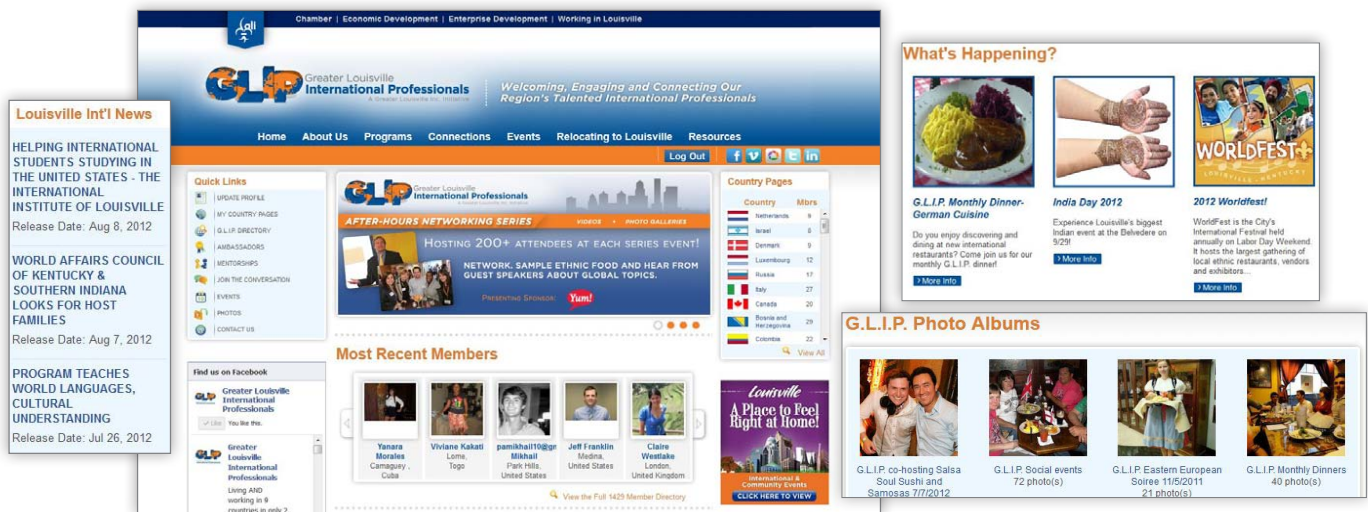 Louisville Int'l News
HELPING INTERNATIONAL
STUDENTS STUDYING IN
THE UNITED STATES - THE
INTERNATIONAL
INSTITUTE OF LOUISVILLE
Release Date: Aug 8, 2012
WORLD AFFAIRS COUNCIL
OF KENTUCKY &
SOUTHERN INDIANA
LOOKS FOR HOST
FAMILIES
Release Date: Aug 7, 2012
PROGRAM TEACHES
WORLD LANGUAGES,
CULTURAL
UNDERSTANDING
Release Date: Jul 26, 2012
gli
Chamber | Economic Development | Enterprise Development | Working in Louisville
GLIP
Greater Louisville
International Professionals
A Greater Louisville Inc. Initiative
Welcoming, Engaging and Connecting Our
Region's Talented International Professionals
Home About Us Programs Connections Events Relocating to Louisville Resources
Log Out
Quick Links
UPDATE PROFILE
MY COUNTRY PAGES
G.L.I.P. DIRECTORY
AMBASSADORS
MENTORSHIPS
JOIN THE CONVERSATION
EVENTS
PHOTOS
CONTACT US
Find us on Facebook
Greater Louisville
International
Professionals
Like You like this.
Greater
Louisville
International
Professionals
Living AND
working in 9
countries in only 2
GLIP
Greater Louisville
International Professionals
AFTER-HOURS NETWORKING SERIES
VIDEOS • PHOTO GALLERIES
HOSTING 200+ ATTENDEES AT EACH SERIES EVENT!
NETWORK, SAMPLE ETHNIC FOOD AND HEAR FROM
GUEST SPEAKERS ABOUT GLOBAL TOPICS.
PRESENTING SPONSOR: Yum!
Most Recent Members
Yanara
Morales
Camaguey,
Cuba
Viviane Kakati
Lome,
Togo
pamikhail10@gm
Mikhail
Park Hills,
United States
Jeff Franklin
Medina,
United States
Claire
Westlake
London,
United Kingdom
View the Full 1429 Member Directory
Country Pages
Country Mbrs
Netherlands 9
Israel 8
Denmark 9
Luxembourg 12
Russia 17
Italy 27
Canada 20
Bosnia and
Herzegovina 29
Colombia 22
View All
Louisville
A Place to Feel
Right at Home!
International &
Community Events
CLICK HERE TO VIEW
What's Happening?
G.L.I.P. Monthly Dinner-
German Cuisine
Do you enjoy discovering and
dining at new international
restaurants? Come join us for our
monthly G.L.I.P. dinner!
More Info
India Day 2012
Experience Louisville's biggest
Indian event at the Belvedere on
9/29!
More Info
WORLDFEST
LOUISVILLE • KENTUCKY
2012 Worldfest!
WorldFest is the City's
International Festival held
annually on Labor Day Weekend.
It hosts the largest gathering of
local ethnic restaurants, vendors
and exhibitors...
More Info
G.L.I.P. Photo Albums
G.L.I.P. co-hosting Salsa
Soul Sushi and
Samosas 7/7/2012
G.L.I.P. Social events
72 photo(s)
G.L.I.P. Eastern European
Soiree 11/5/2011
21 photo(s)
G.L.I.P. Monthly Dinners
40 photo(s)